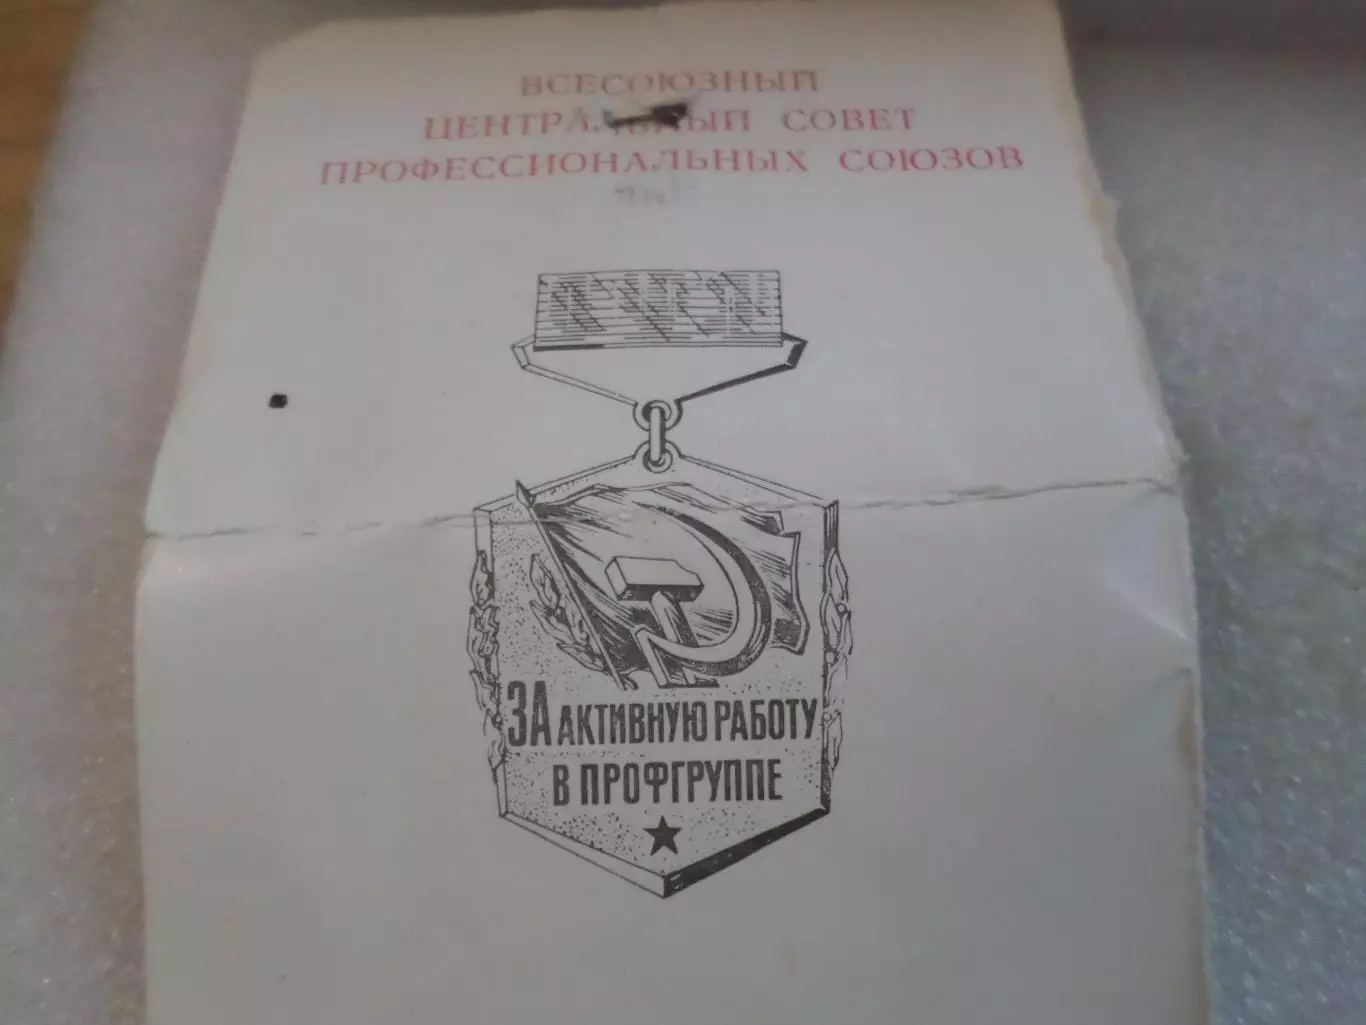 ВСЕСОЮЗНЫЙ
ЦЕНТРАЛЬНЫЙ СОВЕТ
ПРОФЕССИОНАЛЬНЫХ СОЮЗОВ
ЗА АКТИВНУЮ РАБОТУ
В ПРОФГРУППЕ